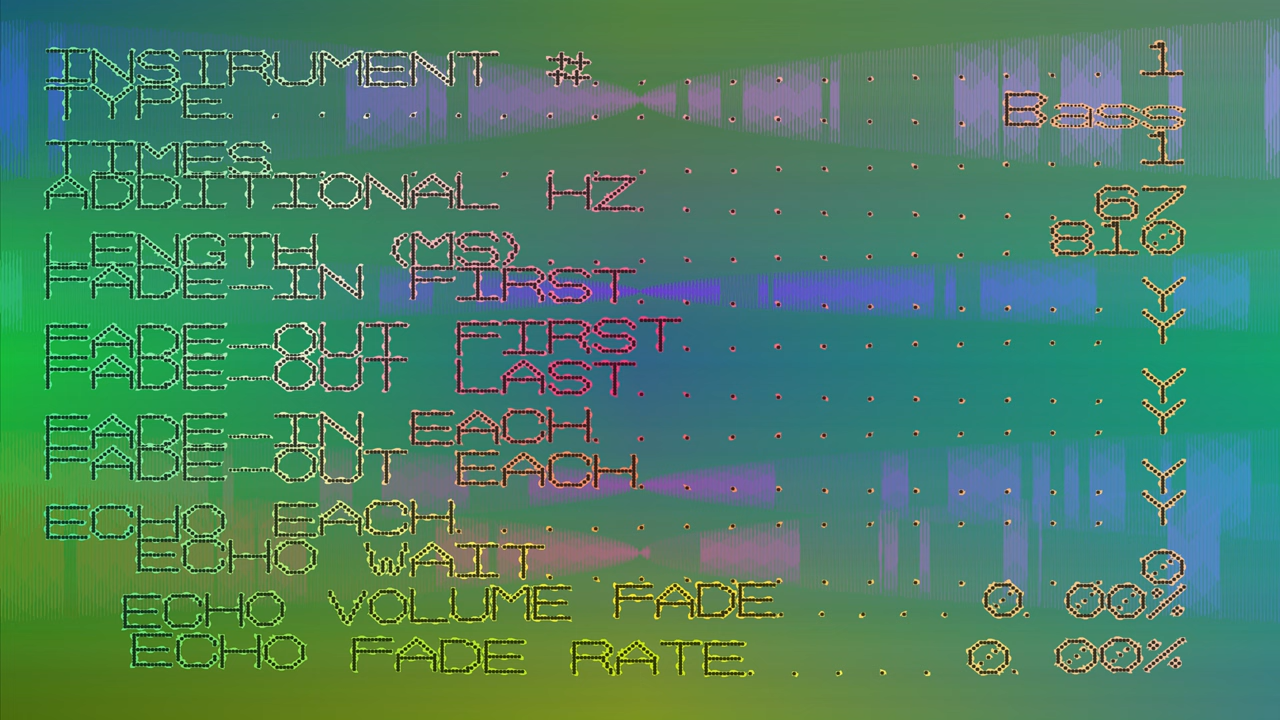 INSTRUMENT #. . . . . . . . . . . . 1
TYPE. . . . . . . . . . . . . . . . . Bass
TIMES. . . . . . . . . . . . . . . . . . . 1
ADDITIONAL HZ. . . . . . . . . . 67
LENGTH (MS). . . . . . . . . . . 810
FADE-IN FIRST. . . . . . . . . . . Y
FADE-OUT FIRST. . . . . . . . . . Y
FADE-OUT LAST. . . . . . . . . . . Y
FADE-IN EACH. . . . . . . . . . . . Y
FADE-OUT EACH. . . . . . . . . . . Y
ECHO EACH. . . . . . . . . . . . . . . Y
ECHO WAIT. . . . . . . . . . . . . 0
ECHO VOLUME FADE. . . . . 0.00%
ECHO FADE RATE. . . . . 0.00%